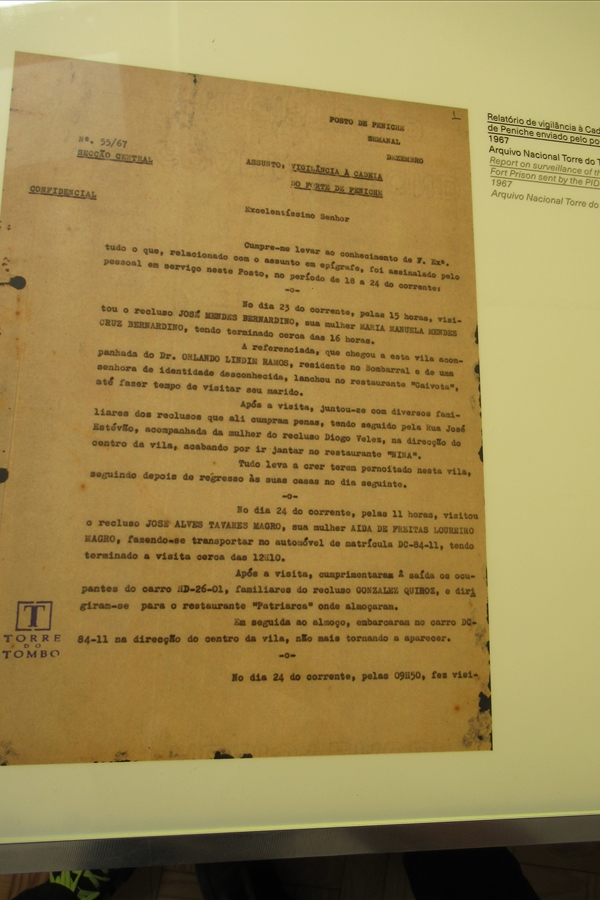 POSTO DE PENICHE
1
SEMANAL
Nº. 55/67
DEZEMBRO
SECÇÃO CENTRAL
ASSUNTO, VIGILÂNCIA À CADEIA
DO FORTE DE PENICHE
CONFIDENCIAL
Excelentíssimo Senhor
Cumpre-me levar ao conhecimento de V. Exª.
tudo o que, relacionado com o assunto em epígrafe, foi assinalado pelo
pessoal em serviço neste Posto, no período de 18 a 24 do corrente:
-o-
No dia 23 do corrente, pelas 15 horas, visi-
tou o recluso JOSÉ MENDES BERNARDINO, sua mulher MARIA MANUELA MENDES
CRUZ BERNARDINO, tendo terminado cerca das 16 horas.
A referenciada, que chegou a esta vila acom-
panhada do Dr. ORLANDO LINDIM RAMOS, residente no Bombarral e de uma
senhora de identidade desconhecida, lanchou no restaurante "Gaivota",
até fazer tempo de visitar seu marido.
Após a visita, juntou-se com diversos fami-
liares dos reclusos que ali cumprem penas, tendo seguido pela Rua José
Estêvão, acompanhada da mulher do recluso Diogo Velez, na direcção do
centro da vila, acabando por ir jantar no restaurante "NIRA".
Tudo leva a crer terem pernoitado nesta vila,
seguindo depois de regresso às suas casas no dia seguinte.
-o-
No dia 24 do corrente, pelas 11 horas, visitou
o recluso JOSÉ ALVES TAVARES MAGRO, sua mulher AIDA DE FREITAS LOUREIRO
MAGRO, fazendo-se transportar no automóvel de matrícula DC-84-11, tendo
terminado a visita cerca das 12H10.
Após a visita, cumprimentaram à saída os ocu-
pantes do carro HD-26-01, familiares do recluso GONZALEZ QUIROZ, e diri
giram-se para o restaurante "Patriarca" onde almoçaram.
Em seguida ao almoço, embarcaram no carro DC-
84-11 na direcção do centro da vila, não mais tornando a aparecer.
-o-
No dia 24 do corrente, pelas 09H50, fez visi-
T
TORRE
DO
TOMBO
Relatório de vigilância à Cad
de Peniche enviado pelo po
1967
Arquivo Nacional Torre do T
Report on surveillance of th
Fort Prison sent by the PID
1967
Arquivo Nacional Torre do